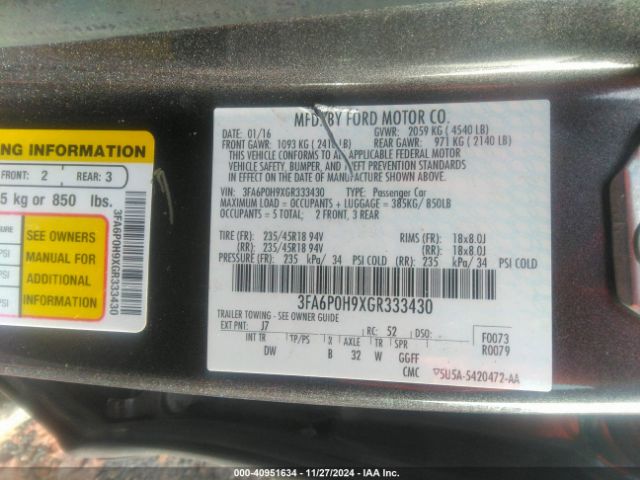 NG INFORMATION
FRONT: 2 REAR: 3
5 kg or 850 lbs.
SURE
SEE OWNERS
MANUAL FOR
ADDITIONAL
INFORMATION
PSI
PSI
3FA6P0H9XGR333430
MFD. BY FORD MOTOR CO.
DATE: 01/16 GVWR: 2059 KG ( 4540 LB)
FRONT GAWR: 1093 KG ( 2410 LB) REAR GAWR: 971 KG ( 2140 LB)
THIS VEHICLE CONFORMS TO ALL APPLICABLE FEDERAL MOTOR
VEHICLE SAFETY, BUMPER, AND THEFT PREVENTION STANDARDS
IN EFFECT ON THE DATE OF MANUFACTURE SHOWN ABOVE.
VIN: 3FA6P0H9XGR333430 TYPE: Passenger Car
MAXIMUM LOAD = OCCUPANTS + LUGGAGE = 385KG/ 850LB
OCCUPANTS = 5 TOTAL; 2 FRONT, 3 REAR
TIRE (FR): 235/45R18 94V RIMS (FR): 18x8.0J
(RR): 235/45R18 94V (RR): 18x8.0J
PRESSURE (FR): 235 kPa/ 34 PSI COLD (RR): 235 kPa/ 34 PSI COLD
3FA6P0H9XGR333430
TRAILER TOWING - SEE OWNER GUIDE
EXT PNT: J7 RC: 52 DSO: F0073
INT TR TP/PS R AXLE TR SPR R0079
DW B 32 W GGFF
CMC 5U5A-5420472-AA
000-40951634 | 11/27/2024 | IAA Inc.